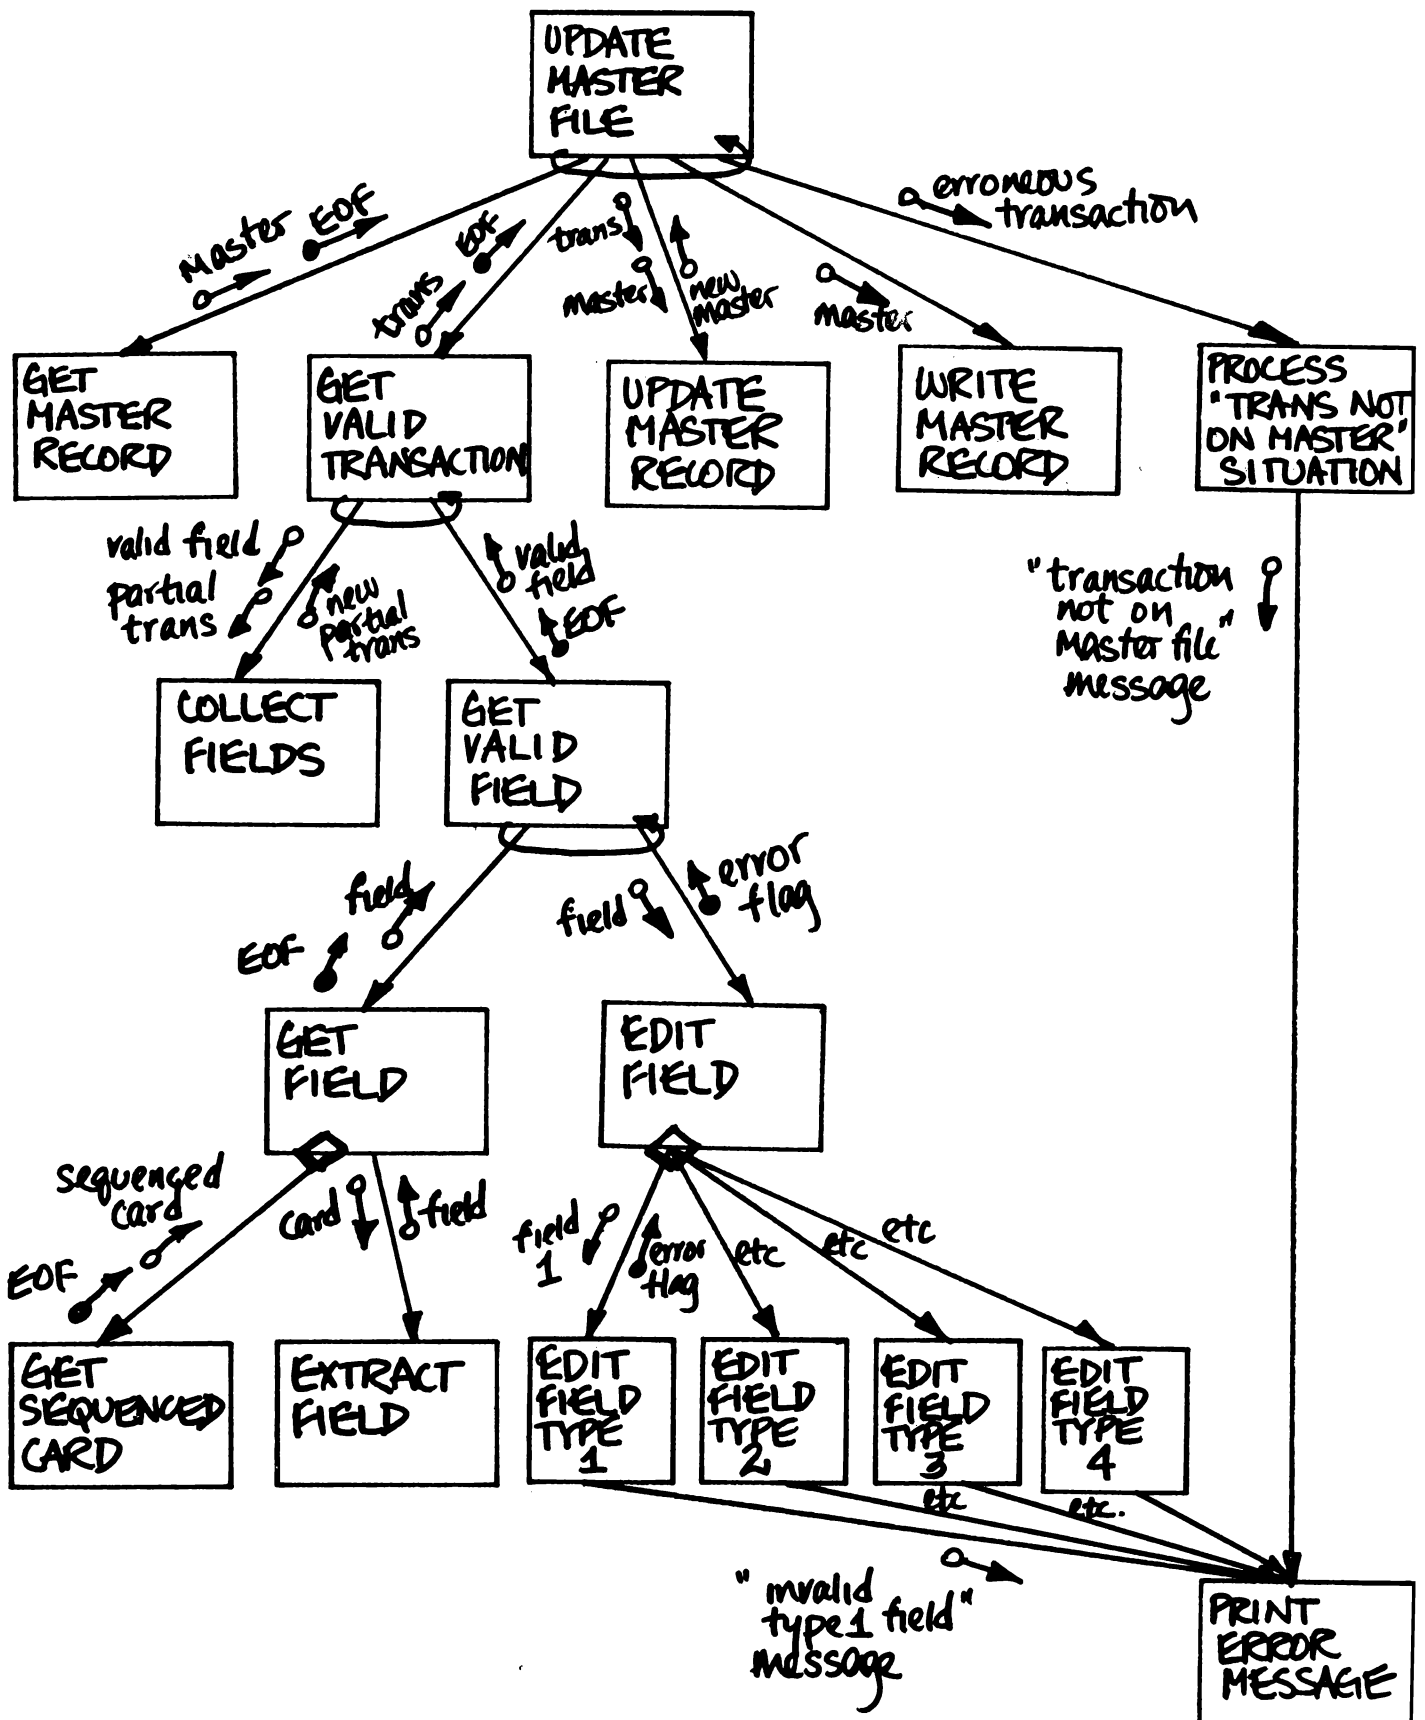 UPDATE
MASTER
FILE
Master EOF
trans EOF
trans
master
new
master
master
erroneous
transaction
GET
MASTER
RECORD
GET
VALID
TRANSACTION
UPDATE
MASTER
RECORD
WRITE
MASTER
RECORD
PROCESS
"TRANS NOT
ON MASTER"
SITUATION
valid field
partial
trans
new
partial
trans
valid
field
EOF
"transaction
not on
Master file"
message
COLLECT
FIELDS
GET
VALID
FIELD
EOF
field
field
error
flag
GET
FIELD
EDIT
FIELD
sequenced
card
EOF
card
field
field
1
error
flag
etc
etc
etc
GET
SEQUENCED
CARD
EXTRACT
FIELD
EDIT
FIELD
TYPE
1
EDIT
FIELD
TYPE
2
EDIT
FIELD
TYPE
3
EDIT
FIELD
TYPE
4
etc
etc.
"invalid
type 1 field"
message
PRINT
ERROR
MESSAGE